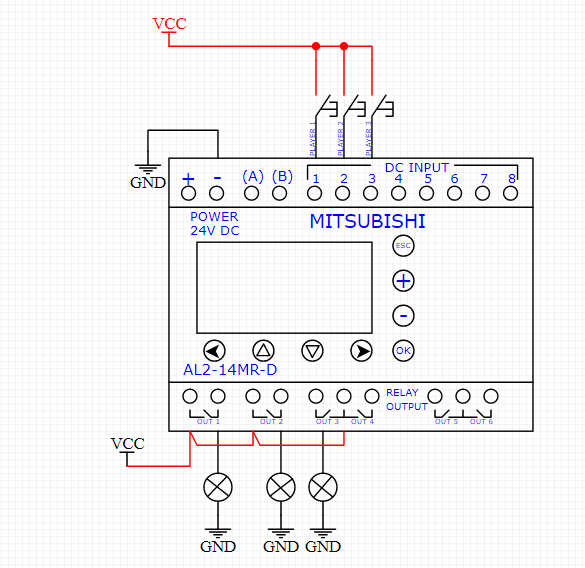 VCC
PLAYER 1
PLAYER 2
PLAYER 3
GND
+ - (A) (B) DC INPUT
1 2 3 4 5 6 7 8
POWER
24V DC
MITSUBISHI
ESC
+
-
OK
AL2-14MR-D
RELAY
OUTPUT
OUT 1 OUT 2 OUT 3 OUT 4 OUT 5 OUT 6
VCC
GND GND GND